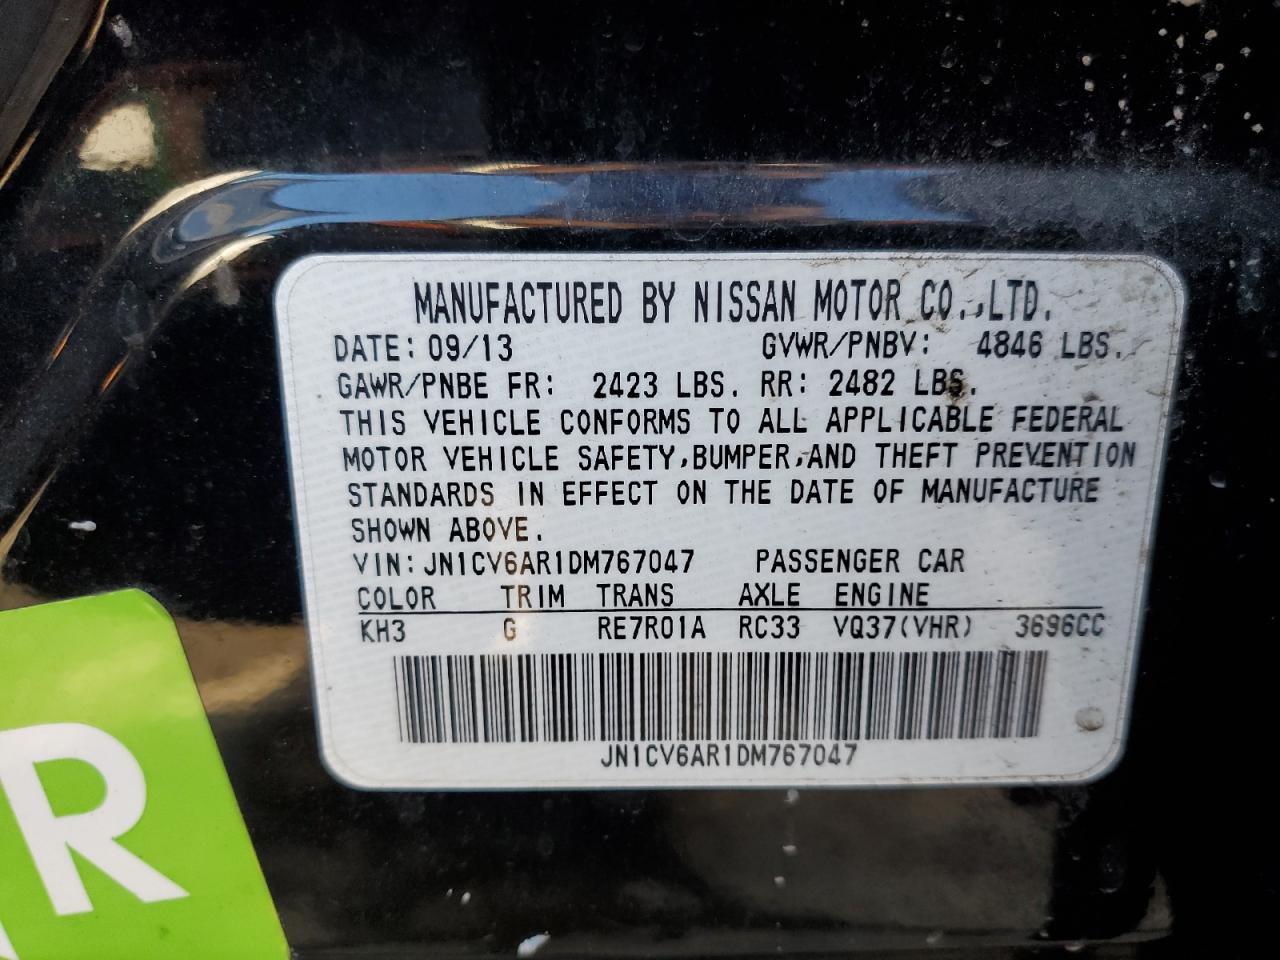 MANUFACTURED BY NISSAN MOTOR CO.,LTD.
DATE: 09/13 GVWR/PNBV: 4846 LBS.
GAWR/PNBE FR: 2423 LBS. RR: 2482 LBS.
THIS VEHICLE CONFORMS TO ALL APPLICABLE FEDERAL
MOTOR VEHICLE SAFETY,BUMPER,AND THEFT PREVENTION
STANDARDS IN EFFECT ON THE DATE OF MANUFACTURE
SHOWN ABOVE.
VIN:JN1CV6AR1DM767047 PASSENGER CAR
COLOR TRIM TRANS AXLE ENGINE
KH3 G RE7R01A RC33 VQ37(VHR) 3696CC
JN1CV6AR1DM767047
R